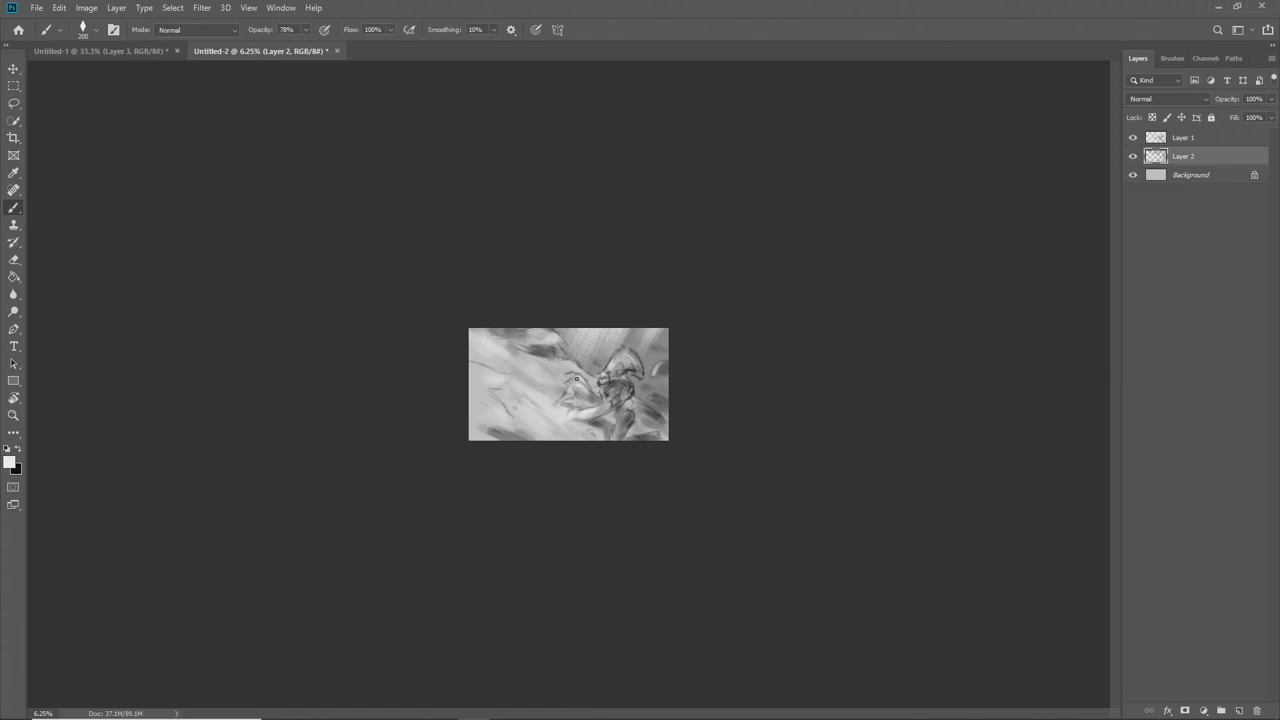 Ps File Edit Image Layer Type Select Filter 3D View Window Help
200 Mode: Normal Opacity: 78% Flow: 100% Smoothing: 10%
Untitled-1 @ 33.3% (Layer 3, RGB/8#) * × Untitled-2 @ 6.25% (Layer 2, RGB/8#) * ×
Layers Brushes Channels Paths
Kind
Normal Opacity: 100%
Lock: Fill: 100%
Layer 1
Layer 2
Background
6.25% Doc: 37.1M/89.1M